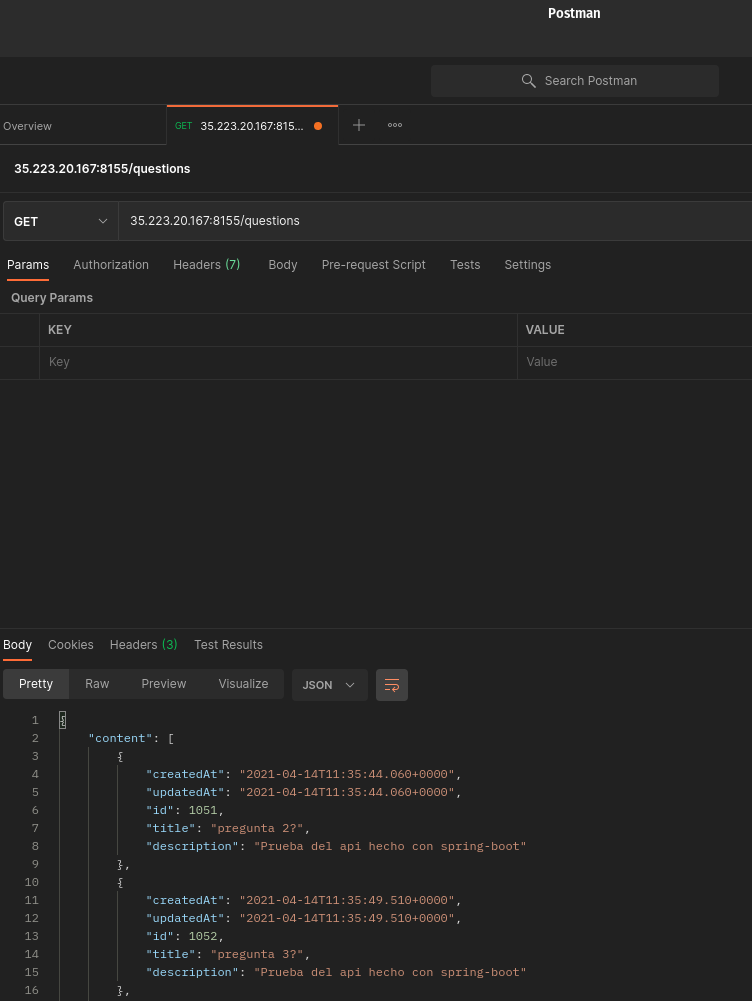 Postman
Search Postman
Overview
GET 35.223.20.167:815...
35.223.20.167:8155/questions
GET 35.223.20.167:8155/questions
Params Authorization Headers (7) Body Pre-request Script Tests Settings
Query Params
KEY VALUE
Key Value
Body Cookies Headers (3) Test Results
Pretty Raw Preview Visualize JSON
1 {
2 "content": [
3 {
4 "createdAt": "2021-04-14T11:35:44.060+0000",
5 "updatedAt": "2021-04-14T11:35:44.060+0000",
6 "id": 1051,
7 "title": "pregunta 2?",
8 "description": "Prueba del api hecho con spring-boot"
9 },
10 {
11 "createdAt": "2021-04-14T11:35:49.510+0000",
12 "updatedAt": "2021-04-14T11:35:49.510+0000",
13 "id": 1052,
14 "title": "pregunta 3?",
15 "description": "Prueba del api hecho con spring-boot"
16 },